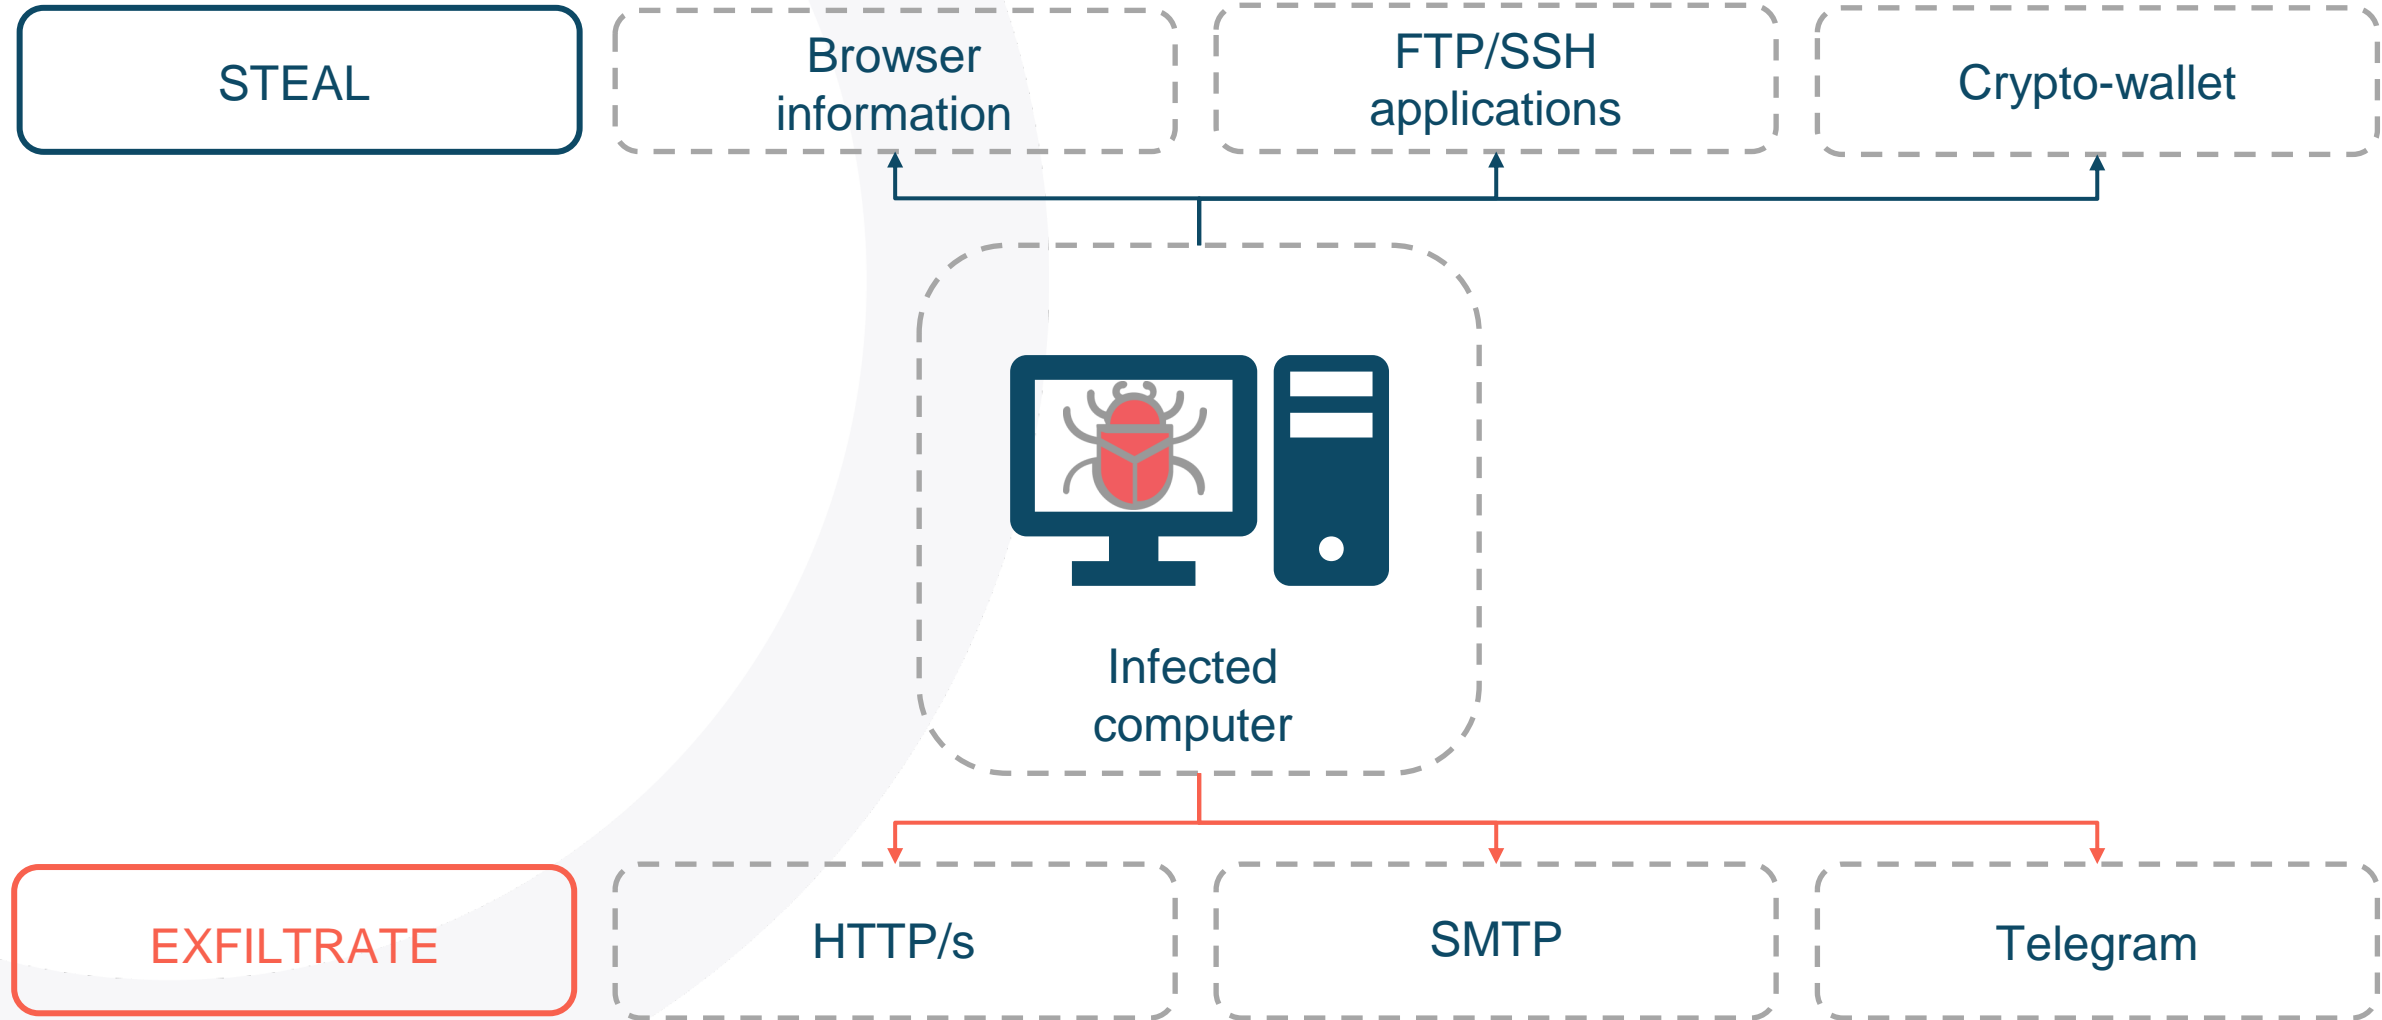 STEAL
Browser
information
FTP/SSH
applications
Crypto-wallet
Infected
computer
EXFILTRATE
HTTP/s
SMTP
Telegram